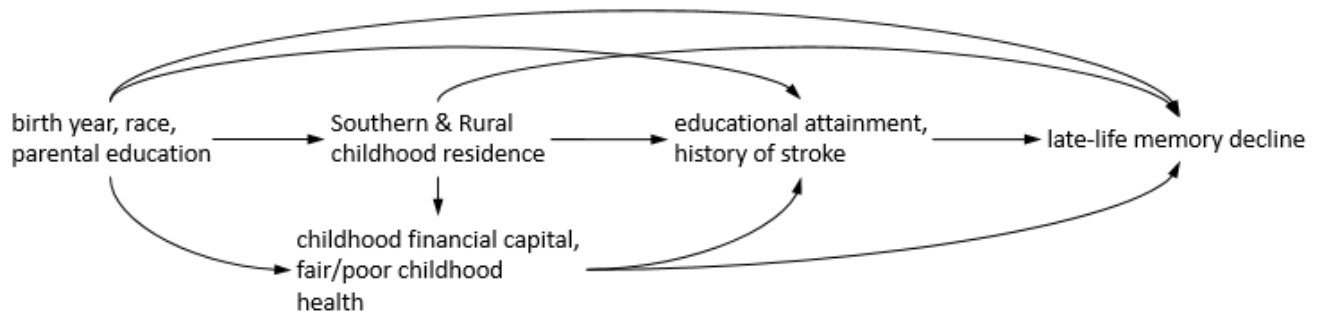 birth year, race,
parental education
Southern & Rural
childhood residence
educational attainment,
history of stroke
late-life memory decline
childhood financial capital,
fair/poor childhood
health